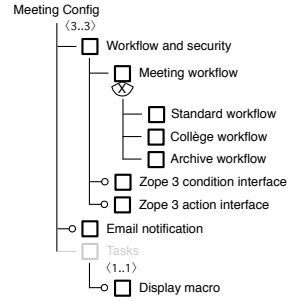 Meeting Config
⟨3..3⟩
Workflow and security
Meeting workflow
X
Standard workflow
Collège workflow
Archive workflow
Zope 3 condition interface
Zope 3 action interface
Email notification
Tasks
⟨1..1⟩
Display macro